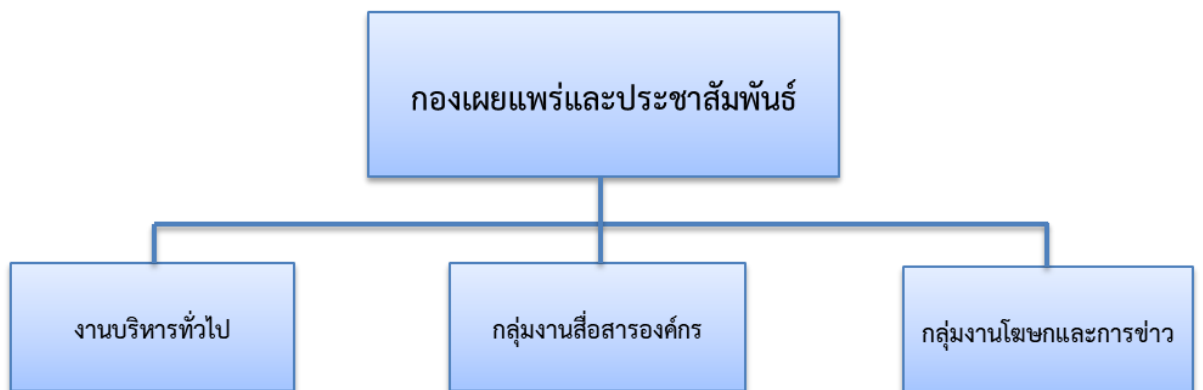 กองเผยแพร่และประชาสัมพันธ์
งานบริหารทั่วไป
กลุ่มงานสื่อสารองค์กร
กลุ่มงานโฆษกและการข่าว